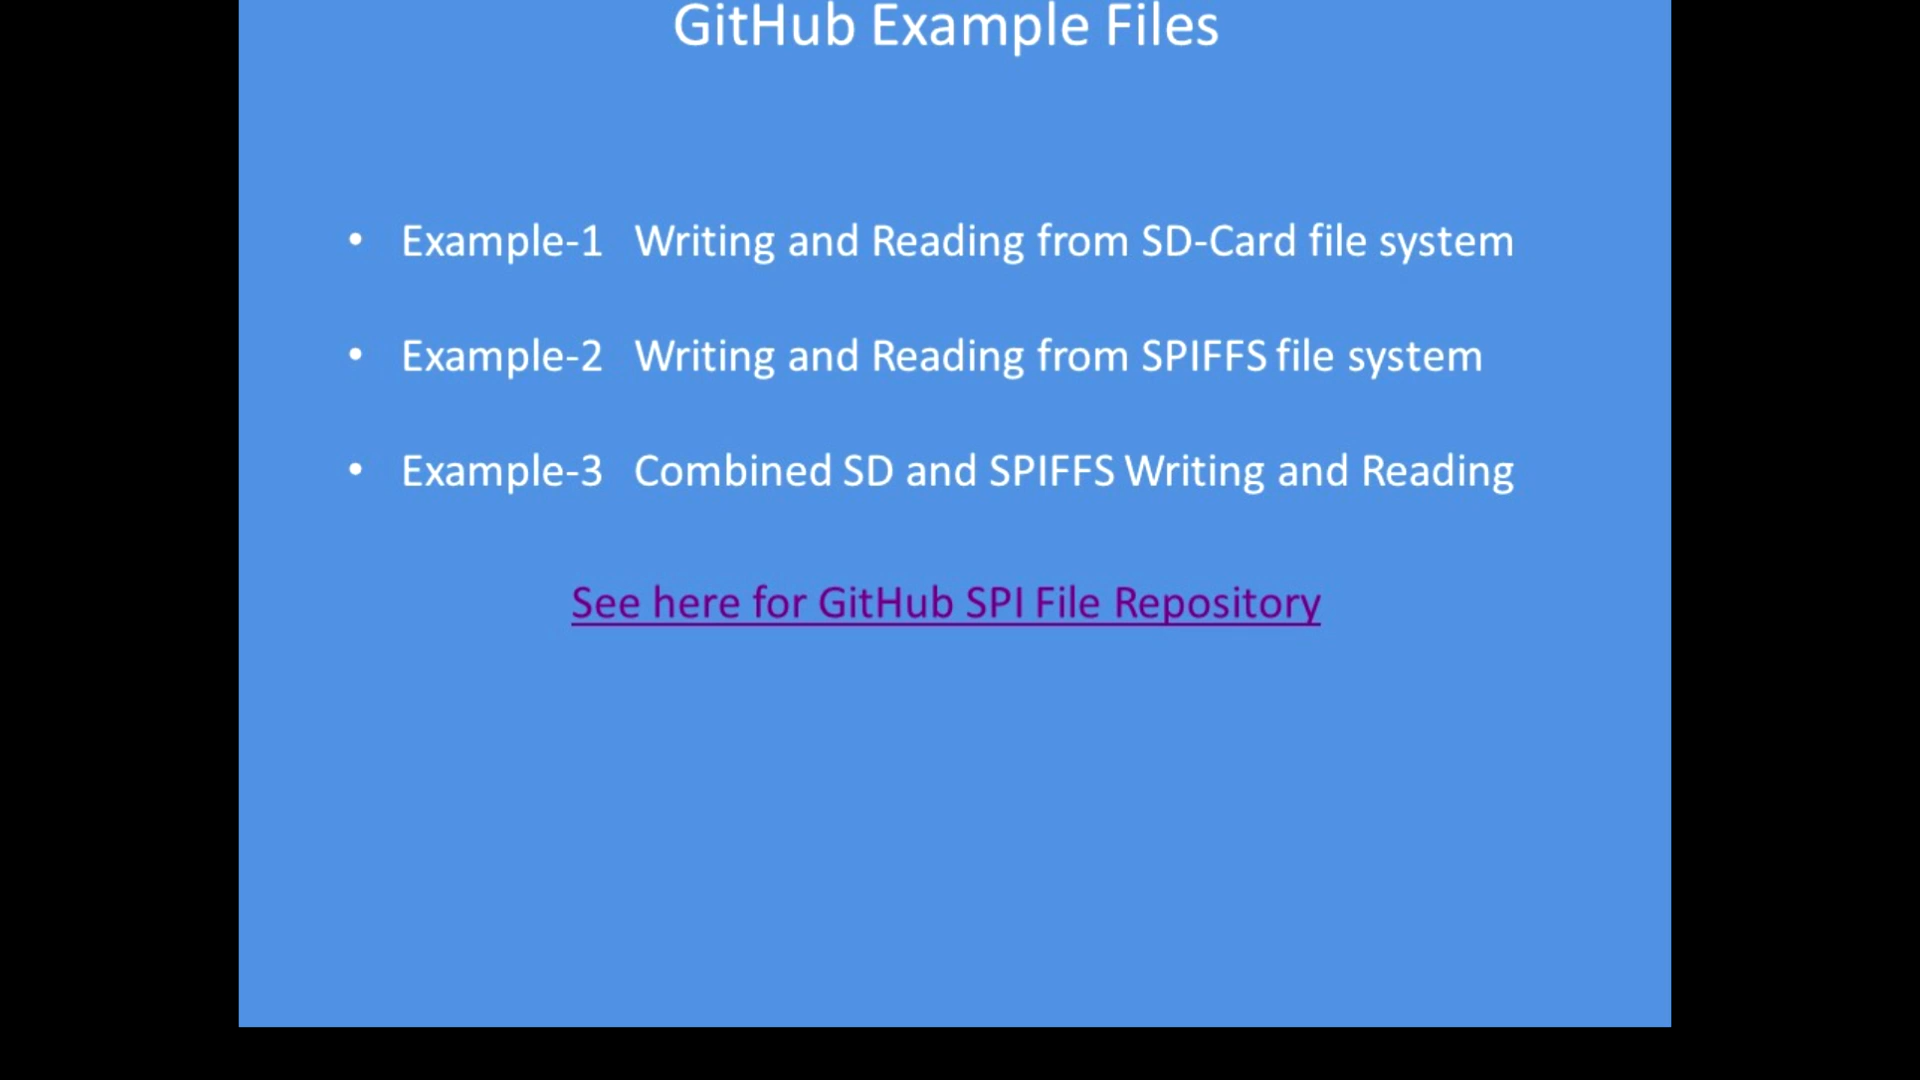 GitHub Example Files
• Example-1 Writing and Reading from SD-Card file system
• Example-2 Writing and Reading from SPIFFS file system
• Example-3 Combined SD and SPIFFS Writing and Reading
See here for GitHub SPI File Repository